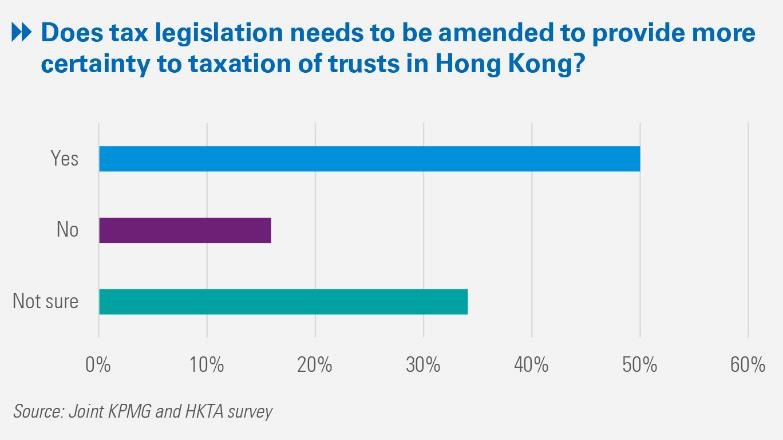 Does tax legislation needs to be amended to provide more
certainty to taxation of trusts in Hong Kong?
Yes
No
Not sure
0% 10% 20% 30% 40% 50% 60%
Source: Joint KPMG and HKTA survey